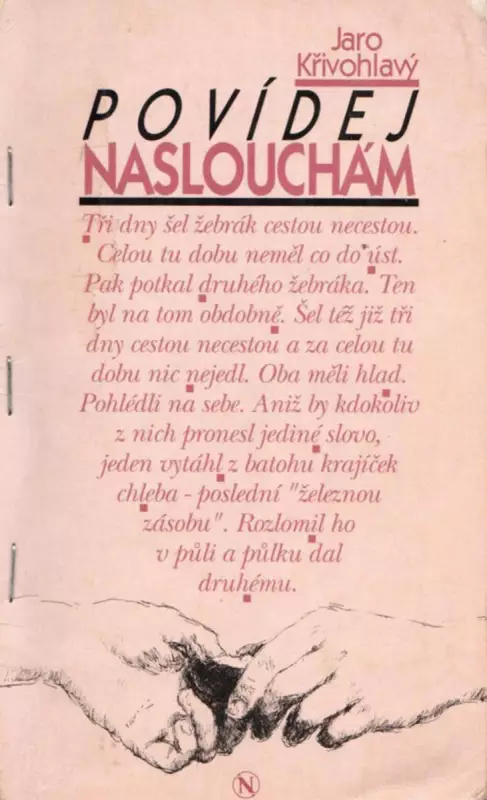 Jaro
Křivohlavý
POVÍDEJ
NASLOUCHÁM
Tři dny šel žebrák cestou necestou.
Celou tu dobu neměl co do úst.
Pak potkal druhého žebráka. Ten
byl na tom obdobně. Šel též již tři
dny cestou necestou a za celou tu
dobu nic nejedl. Oba měli hlad.
Pohlédli na sebe. Aniž by kdokoliv
z nich pronesl jediné slovo,
jeden vytáhl z batohu krajíček
chleba - poslední "železnou
zásobu". Rozlomil ho
v půli a půlku dal
druhému.
N